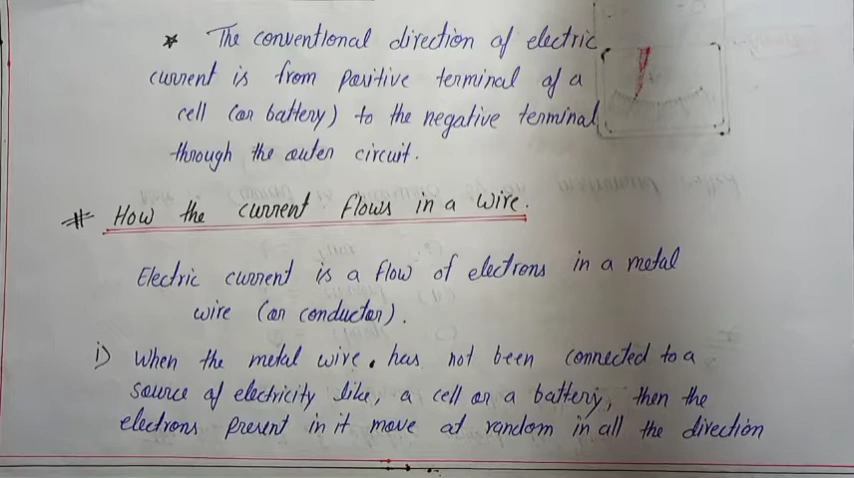 * The conventional direction of electric
current is from positive terminal of a
cell (or battery) to the negative terminal
through the outer circuit.
# How the current flows in a wire.
Electric current is a flow of electrons in a metal
wire (or conductor).
i) When the metal wire. has not been connected to a
source of electricity like, a cell or a battery, then the
electrons present in it move at random in all the direction